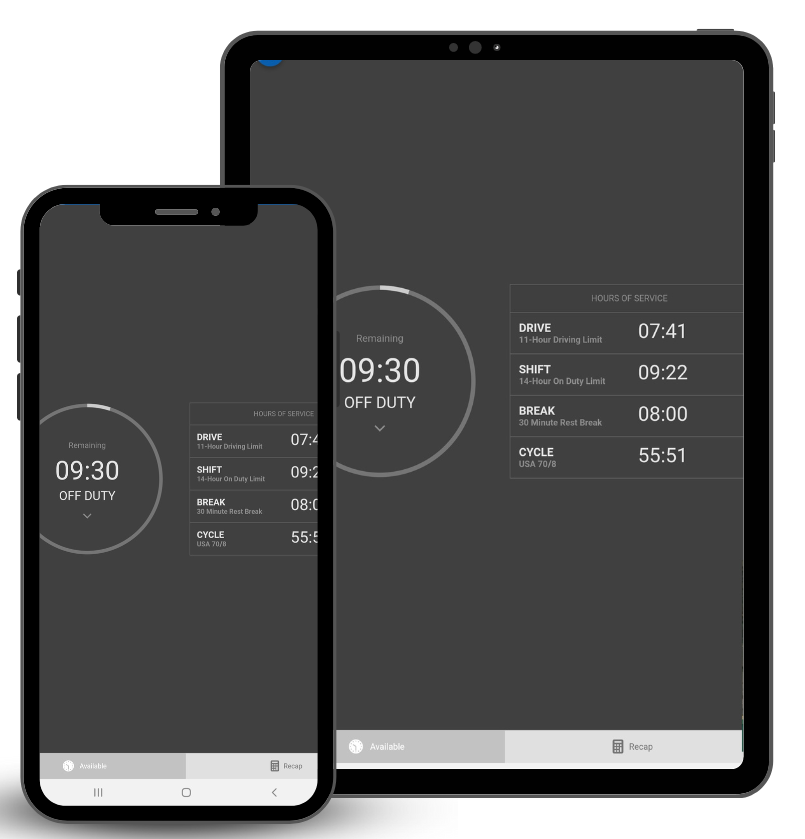 HOURS OF SERVICE
Remaining
09:30
OFF DUTY
DRIVE
11-Hour Driving Limit
07:41
SHIFT
14-Hour On Duty Limit
09:22
BREAK
30 Minute Rest Break
08:00
CYCLE
USA 70/8
55:51
Available
Recap
HOURS OF SERVICE
Remaining
09:30
OFF DUTY
DRIVE
11-Hour Driving Limit
07:4
SHIFT
14-Hour On Duty Limit
09:2
BREAK
30 Minute Rest Break
08:0
CYCLE
USA 70/8
55:5
Available
Recap